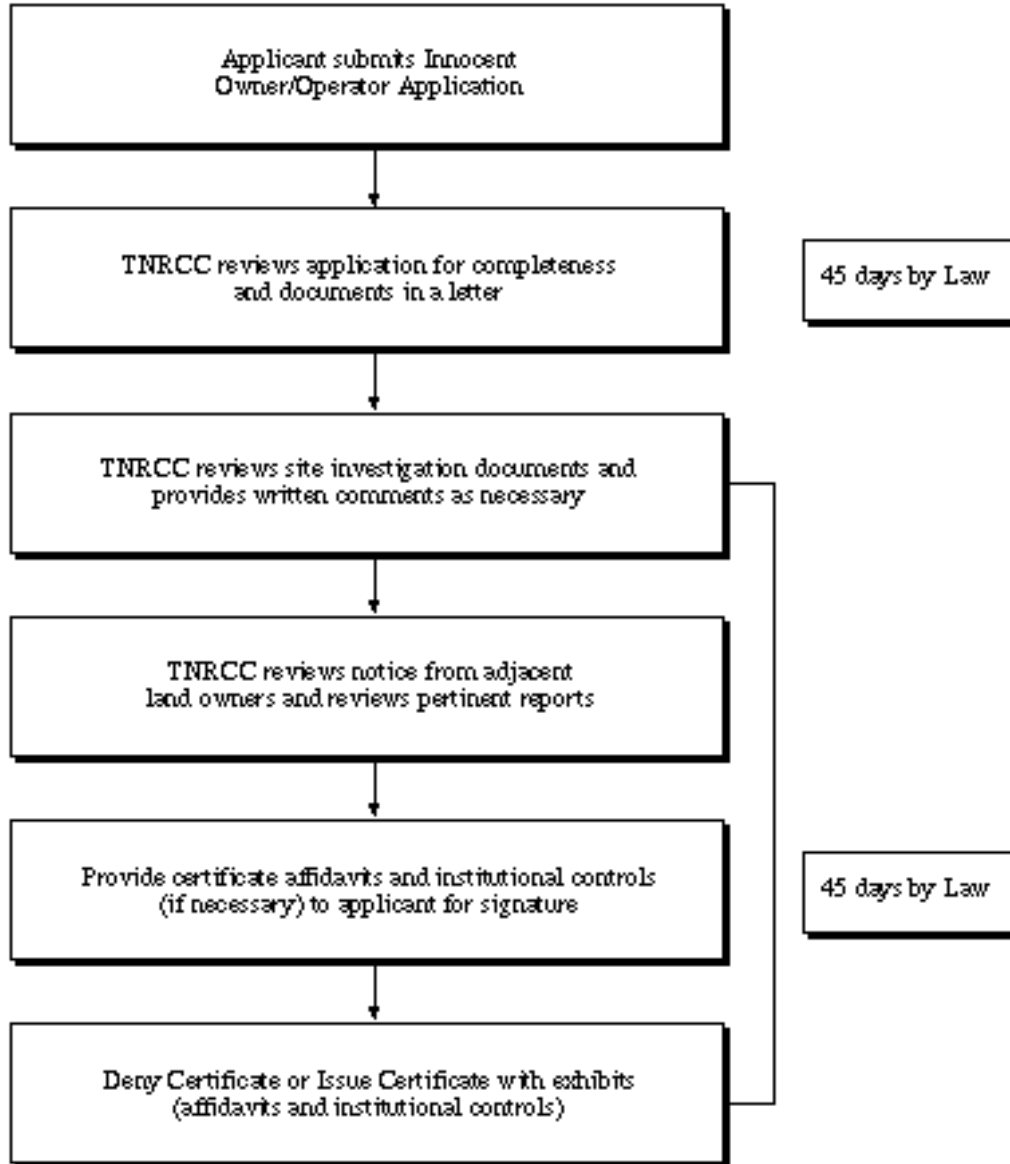 Applicant submits Innocent
Owner/Operator Application
TNRCC reviews application for completeness
and documents in a letter
45 days by Law
TNRCC reviews site investigation documents and
provides written comments as necessary
TNRCC reviews notice from adjacent
land owners and reviews pertinent reports
Provide certificate affidavits and institutional controls
(if necessary) to applicant for signature
45 days by Law
Deny Certificate or Issue Certificate with exhibits
(affidavits and institutional controls)